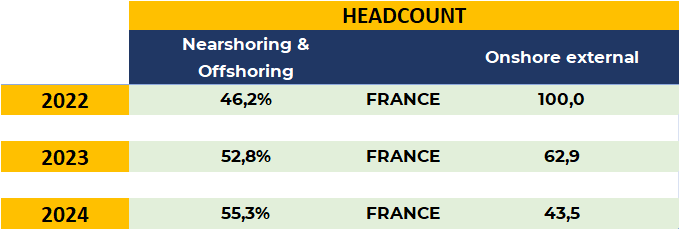 HEADCOUNT
Nearshoring &
Offshoring
Onshore external
2022 46,2% FRANCE 100,0
2023 52,8% FRANCE 62,9
2024 55,3% FRANCE 43,5